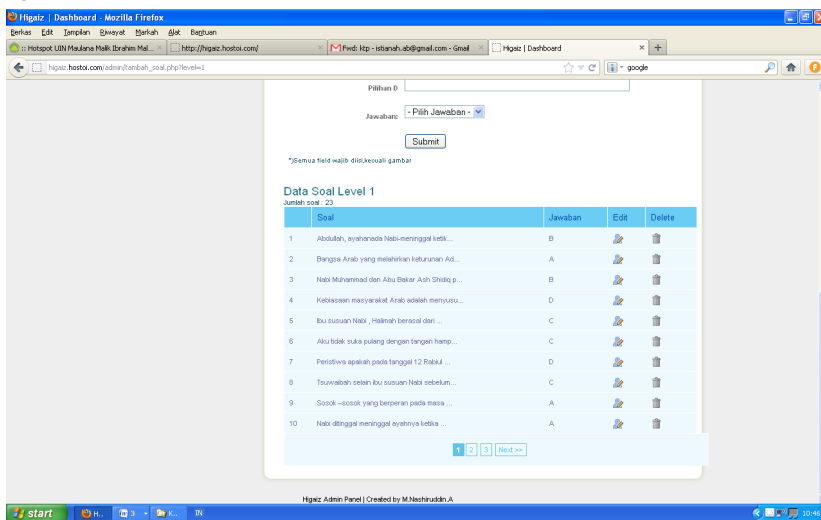 Higaiz | Dashboard - Mozilla Firefox
Berkas Edit Tampilan Riwayat Markah Alat Bantuan
:: Hotspot UIN Maulana Malik Ibrahim Mal... × http://higaiz.hostoi.com/ × Fwd: ktp - istianah.ab@gmail.com - Gmail × Higaiz | Dashboard × +
higaiz.hostoi.com/admin/tambah_soal.php?level=1 google
Pilihan D
Jawaban: - Pilih Jawaban -
Submit
*)Semua field wajib diisi,kecuali gambar
Data Soal Level 1
Jumlah soal : 23
Soal Jawaban Edit Delete
1 Abdullah, ayahanada Nabi-meninggal ketik... B
2 Bangsa Arab yang melahirkan keturunan Ad... A
3 Nabi Muhammad dan Abu Bakar Ash Shidiq p... B
4 Kebiasaan masyarakat Arab adalah menyusu... D
5 Ibu susuan Nabi , Halimah berasal dari ... C
6 Aku tidak suka pulang dengan tangan hamp... C
7 Peristiwa apakah pada tanggal 12 Rabiul ... D
8 Tsuwaibah selain ibu susuan Nabi sebelum... C
9 Sosok –sosok yang berperan pada masa ... A
10 Nabi ditinggal meninggal ayahnya ketika ... A
1 2 3 Next >>
Higaiz Admin Panel | Created by M.Nashiruddin.A
start H.. 3 K.. IN 10:46